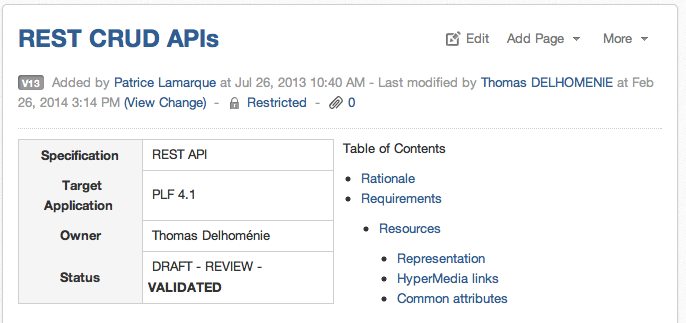 REST CRUD APIs
Edit Add Page More
V13 Added by Patrice Lamarque at Jul 26, 2013 10:40 AM - Last modified by Thomas DELHOMENIE at Feb
26, 2014 3:14 PM (View Change) - Restricted - 0
Specification REST API
Target
Application PLF 4.1
Owner Thomas Delhoménie
Status DRAFT - REVIEW -
VALIDATED
Table of Contents
• Rationale
• Requirements
• Resources
• Representation
• HyperMedia links
• Common attributes